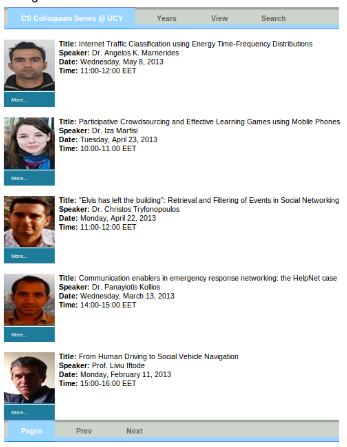 CS Colloquium Series @ UCY Years View Search
Title: Internet Traffic Classification using Energy Time-Frequency Distributions
Speaker: Dr. Angelos K. Marnerides
Date: Wednesday, May 8, 2013
Time: 11:00-12:00 EET
More...
Title: Participative Crowdsourcing and Effective Learning Games using Mobile Phones
Speaker: Dr. Iza Marfisi
Date: Tuesday, April 23, 2013
Time: 10.00-11.00 EET
More...
Title: "Elvis has left the building": Retrieval and Filtering of Events in Social Networking
Speaker: Dr. Christos Tryfonopoulos
Date: Monday, April 22, 2013
Time: 11:00-12:00 EET
More...
Title: Communication enablers in emergency response networking: the HelpNet case
Speaker: Dr. Panayiotis Kollios
Date: Wednesday, March 13, 2013
Time: 14:00-15:00 EET
More...
Title: From Human Driving to Social Vehicle Navigation
Speaker: Prof. Liviu Iftode
Date: Monday, February 11, 2013
Time: 15:00-16:00 EET
More...
Pages Prev Next